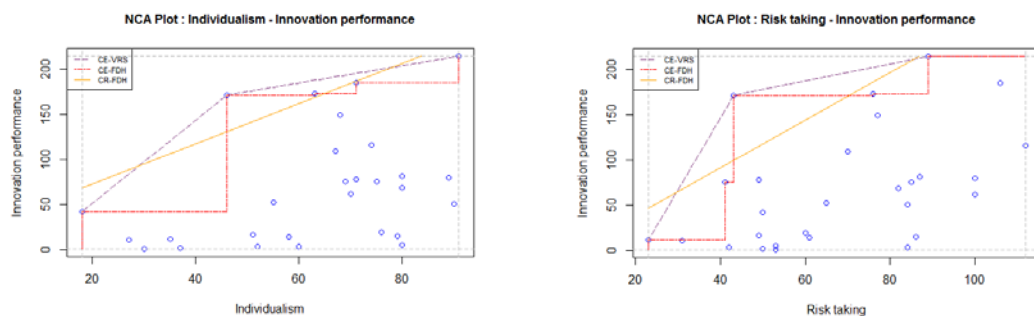 NCA Plot : Individualism - Innovation performance
CE-VRS
CE-FDH
CR-FDH
Innovation performance
200
150
100
50
0
20
40
60
80
Individualism
NCA Plot : Risk taking - Innovation performance
CE-VRS
CE-FDH
CR-FDH
Innovation performance
200
150
100
50
0
20
40
60
80
100
Risk taking